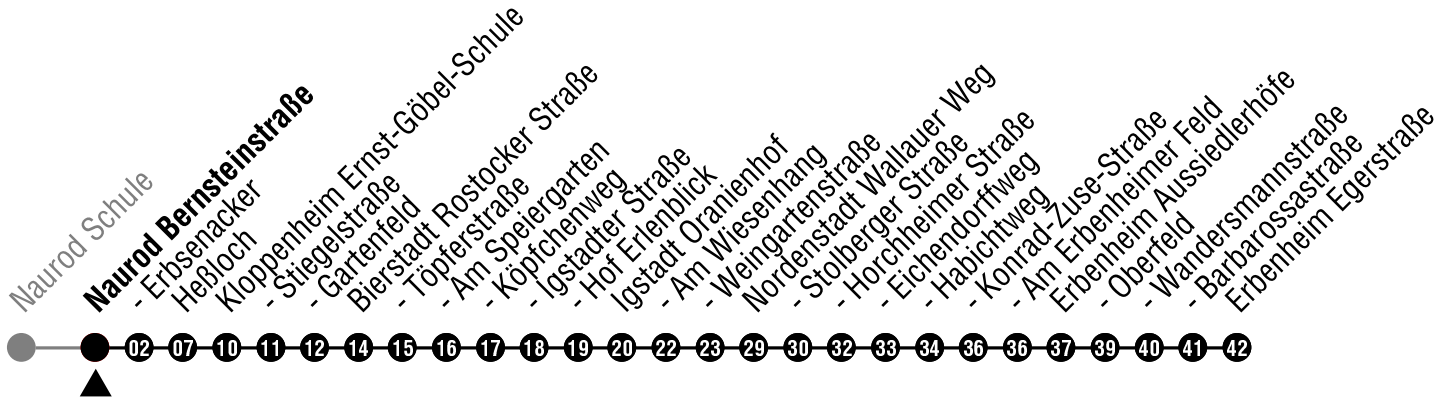 Naurod Schule
Naurod Bernsteinstraße
- Erbsenacker
Heßloch
Kloppenheim Ernst-Göbel-Schule
- Stiegelstraße
- Gartenfeld
Bierstadt Rostocker Straße
- Töpferstraße
- Am Speiergarten
- Köpfchenweg
- Igstadter Straße
- Hof Erlenblick
Igstadt Oranienhof
- Am Wiesenhang
- Weingartenstraße
Nordenstadt Wallauer Weg
- Stolberger Straße
- Horchheimer Straße
- Eichendorffweg
- Habichtweg
- Konrad-Zuse-Straße
- Am Erbenheimer Feld
Erbenheim Aussiedlerhöfe
- Oberfeld
- Wandersmannstraße
- Barbarossastraße
Erbenheim Egerstraße
02 07 10 11 12 14 15 16 17 18 19 20 22 23 29 30 32 33 34 36 36 37 39 40 41 42